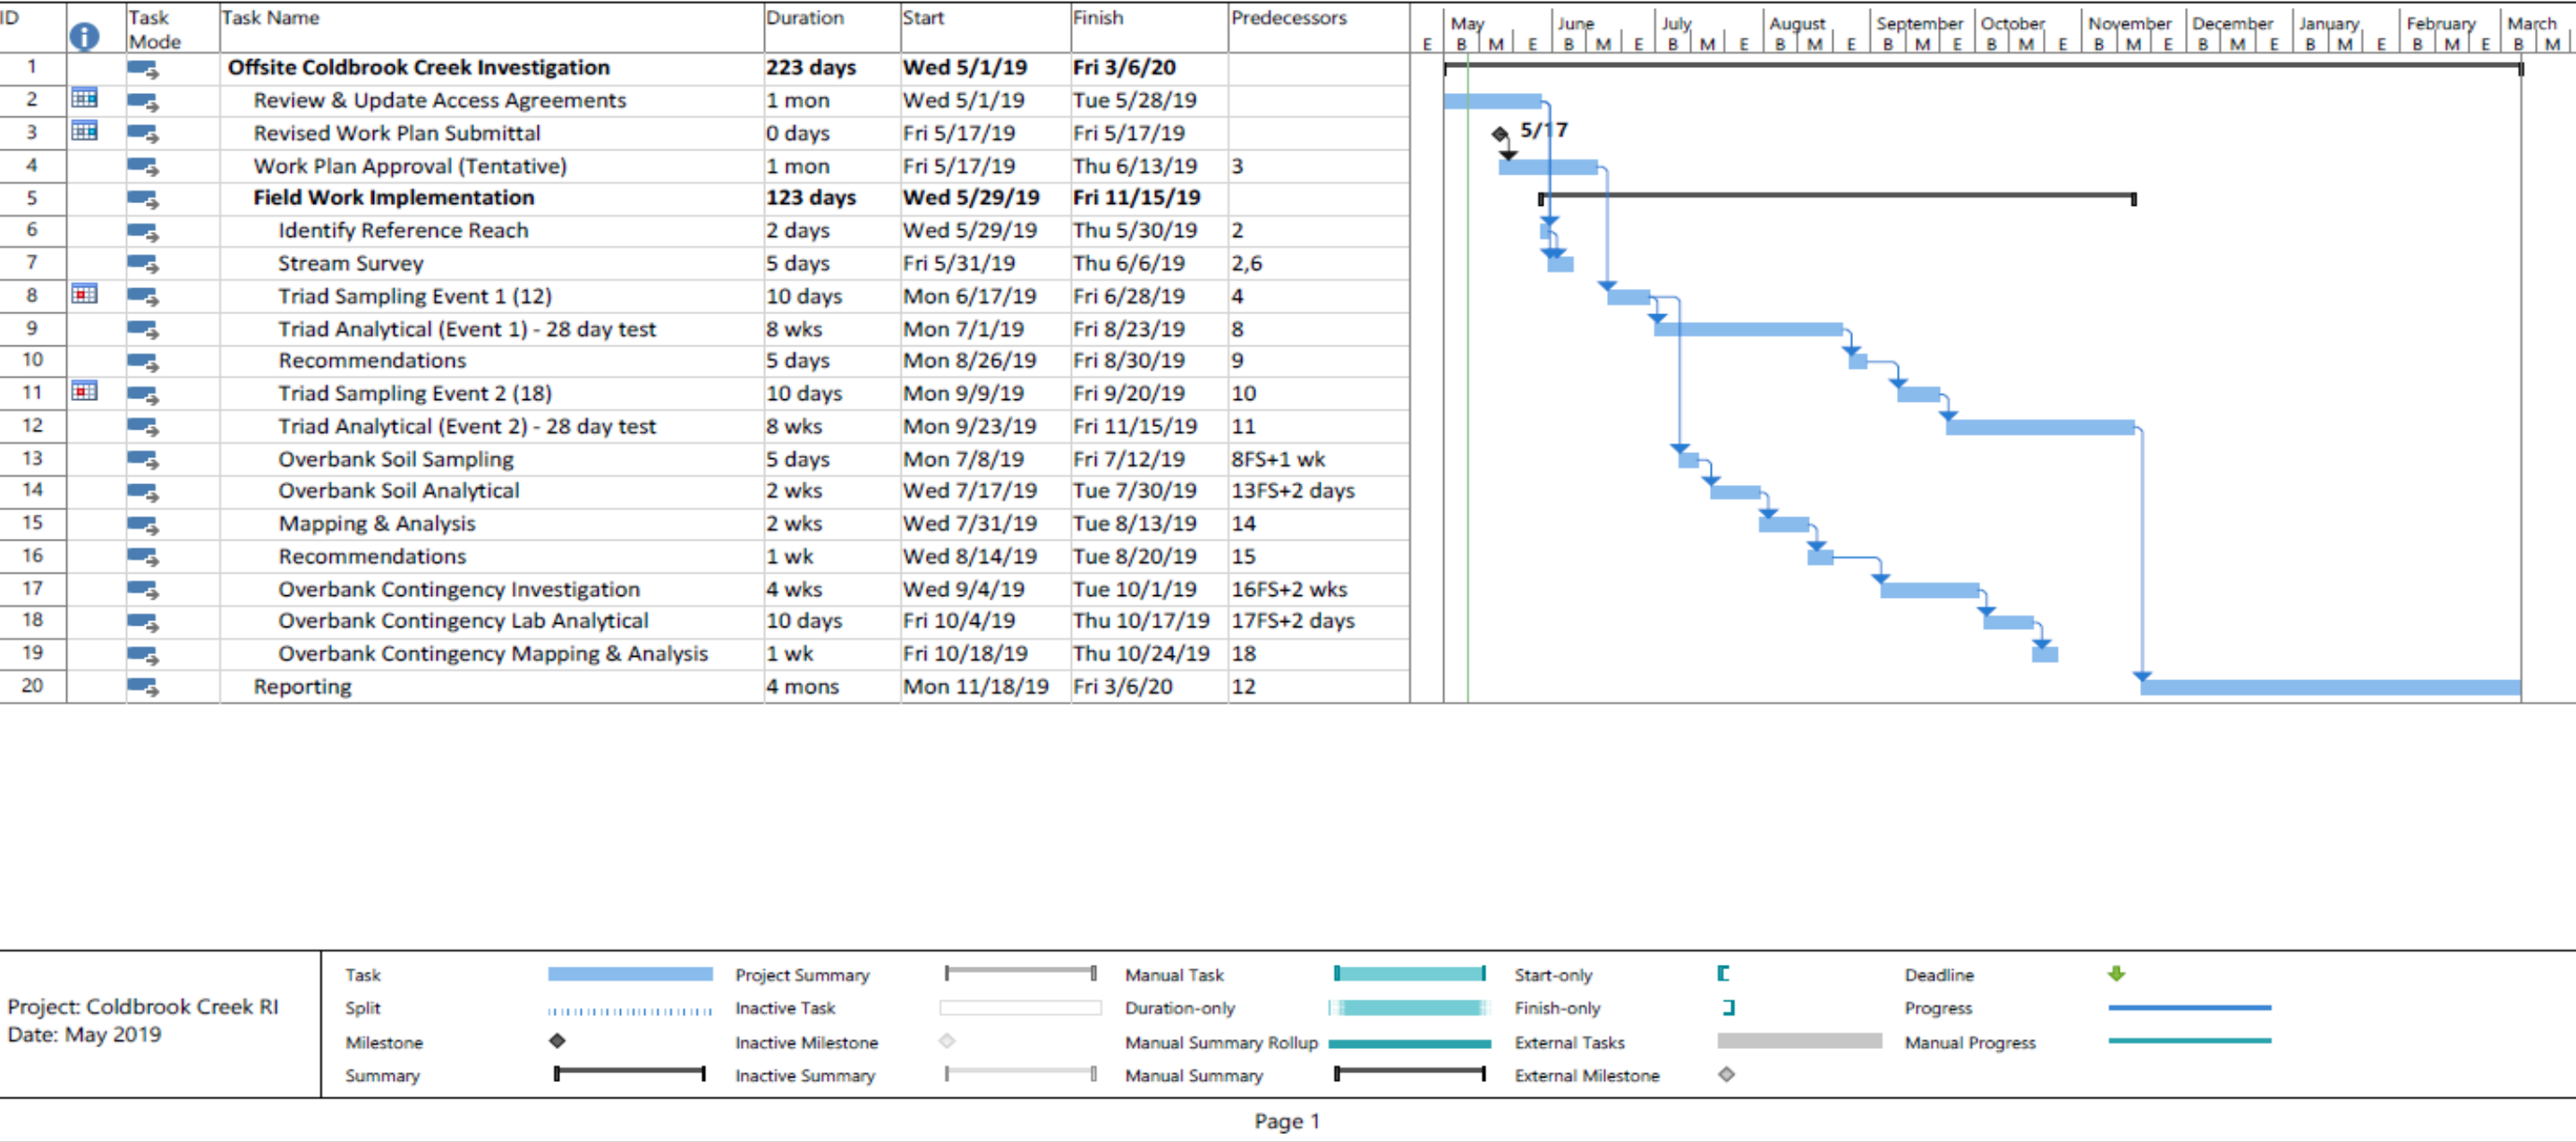 ID Task Mode Task Name Duration Start Finish Predecessors
May June July August September October November December January February March
E B M E B M E B M E B M E B M E B M E B M E B M E B M E B M E B M
1 Offsite Coldbrook Creek Investigation 223 days Wed 5/1/19 Fri 3/6/20
2 Review & Update Access Agreements 1 mon Wed 5/1/19 Tue 5/28/19
3 Revised Work Plan Submittal 0 days Fri 5/17/19 Fri 5/17/19 5/17
4 Work Plan Approval (Tentative) 1 mon Fri 5/17/19 Thu 6/13/19 3
5 Field Work Implementation 123 days Wed 5/29/19 Fri 11/15/19
6 Identify Reference Reach 2 days Wed 5/29/19 Thu 5/30/19 2
7 Stream Survey 5 days Fri 5/31/19 Thu 6/6/19 2,6
8 Triad Sampling Event 1 (12) 10 days Mon 6/17/19 Fri 6/28/19 4
9 Triad Analytical (Event 1) - 28 day test 8 wks Mon 7/1/19 Fri 8/23/19 8
10 Recommendations 5 days Mon 8/26/19 Fri 8/30/19 9
11 Triad Sampling Event 2 (18) 10 days Mon 9/9/19 Fri 9/20/19 10
12 Triad Analytical (Event 2) - 28 day test 8 wks Mon 9/23/19 Fri 11/15/19 11
13 Overbank Soil Sampling 5 days Mon 7/8/19 Fri 7/12/19 8FS+1 wk
14 Overbank Soil Analytical 2 wks Wed 7/17/19 Tue 7/30/19 13FS+2 days
15 Mapping & Analysis 2 wks Wed 7/31/19 Tue 8/13/19 14
16 Recommendations 1 wk Wed 8/14/19 Tue 8/20/19 15
17 Overbank Contingency Investigation 4 wks Wed 9/4/19 Tue 10/1/19 16FS+2 wks
18 Overbank Contingency Lab Analytical 10 days Fri 10/4/19 Thu 10/17/19 17FS+2 days
19 Overbank Contingency Mapping & Analysis 1 wk Fri 10/18/19 Thu 10/24/19 18
20 Reporting 4 mons Mon 11/18/19 Fri 3/6/20 12
Project: Coldbrook Creek RI
Date: May 2019
Task Project Summary Manual Task Start-only Deadline
Split Inactive Task Duration-only Finish-only Progress
Milestone Inactive Milestone Manual Summary Rollup External Tasks Manual Progress
Summary Inactive Summary Manual Summary External Milestone
Page 1